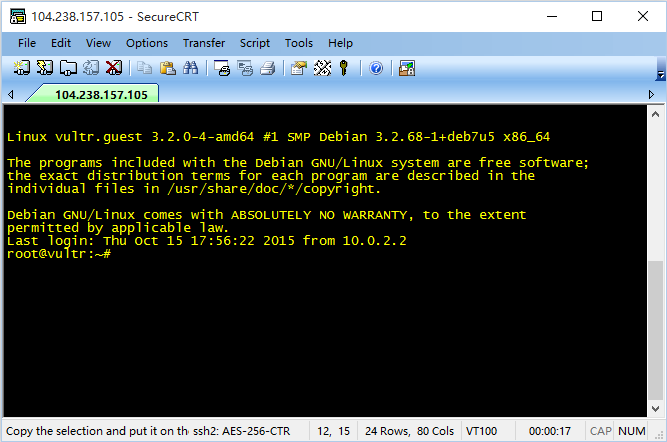 104.238.157.105 - SecureCRT
File Edit View Options Transfer Script Tools Help
104.238.157.105
Linux vultr.guest 3.2.0-4-amd64 #1 SMP Debian 3.2.68-1+deb7u5 x86_64
The programs included with the Debian GNU/Linux system are free software;
the exact distribution terms for each program are described in the
individual files in /usr/share/doc/*/copyright.
Debian GNU/Linux comes with ABSOLUTELY NO WARRANTY, to the extent
permitted by applicable law.
Last login: Thu Oct 15 17:56:22 2015 from 10.0.2.2
root@vultr:~#
Copy the selection and put it on the ssh2: AES-256-CTR 12, 15 24 Rows, 80 Cols VT100 00:00:17 CAP NUM